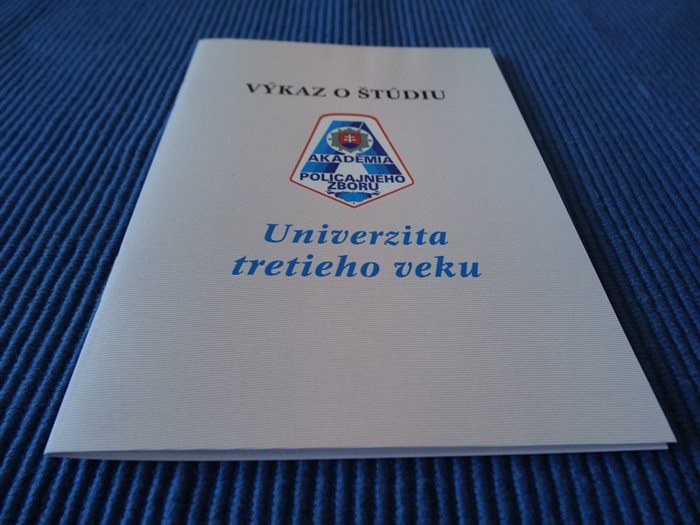 VÝKAZ O ŠTÚDIU
AKADÉMIA
POLICAJNÉHO
ZBORU
Univerzita
tretieho veku